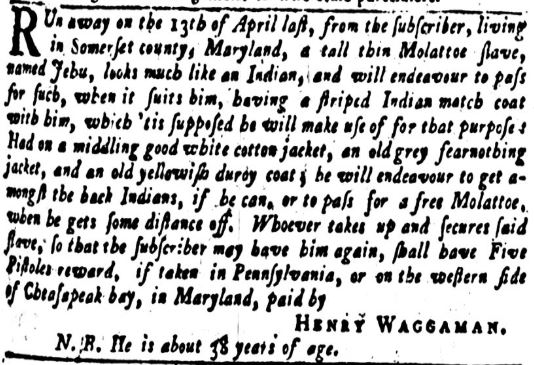 RUn away on the 13th of April laſt, from the ſubſcriber, living
in Somerſet county, Maryland, a tall thin Molattoe ſlave,
named Jebu, looks much like an Indian, and will endeavour to paſs
for ſuch, when it ſuits him, having a ſtriped Indian match coat
with him, which 'tis ſuppoſed he will make uſe of for that purpoſe:
Had on a middling good white cotton jacket, an old grey fearnothing
jacket, and an old yellowiſh duroy coat; he will endeavour to get a-
mongſt the back Indians, if he can, or to paſs for a free Molattoe,
when he gets ſome diſtance off. Whoever takes up and ſecures ſaid
ſlave, ſo that the ſubſcriber may have him again, ſhall have Five
Piſtoles reward, if taken in Pennſylvania, or on the weſtern ſide
of Cheaſapeak bay, in Maryland, paid by
HENRY WAGGAMAN.
N. B. He is about 38 years of age.